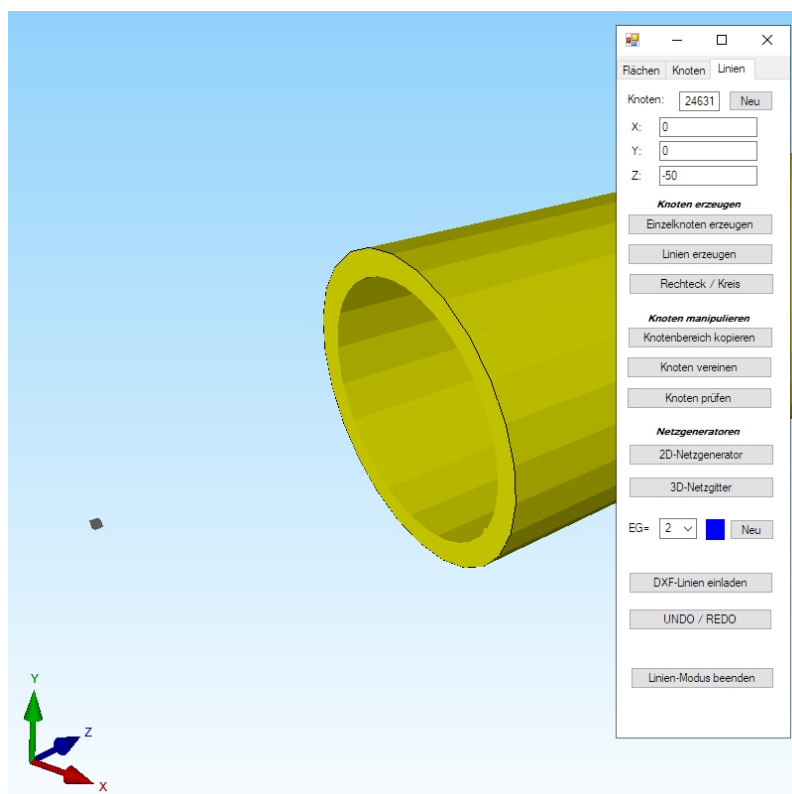 Flächen Knoten Linien
Knoten: 24631 Neu
X: 0
Y: 0
Z: -50
Knoten erzeugen
Einzelknoten erzeugen
Linien erzeugen
Rechteck / Kreis
Knoten manipulieren
Knotenbereich kopieren
Knoten vereinen
Knoten prüfen
Netzgeneratoren
2D-Netzgenerator
3D-Netzgitter
EG= 2 Neu
DXF-Linien einladen
UNDO / REDO
Linien-Modus beenden
Y
Z
X